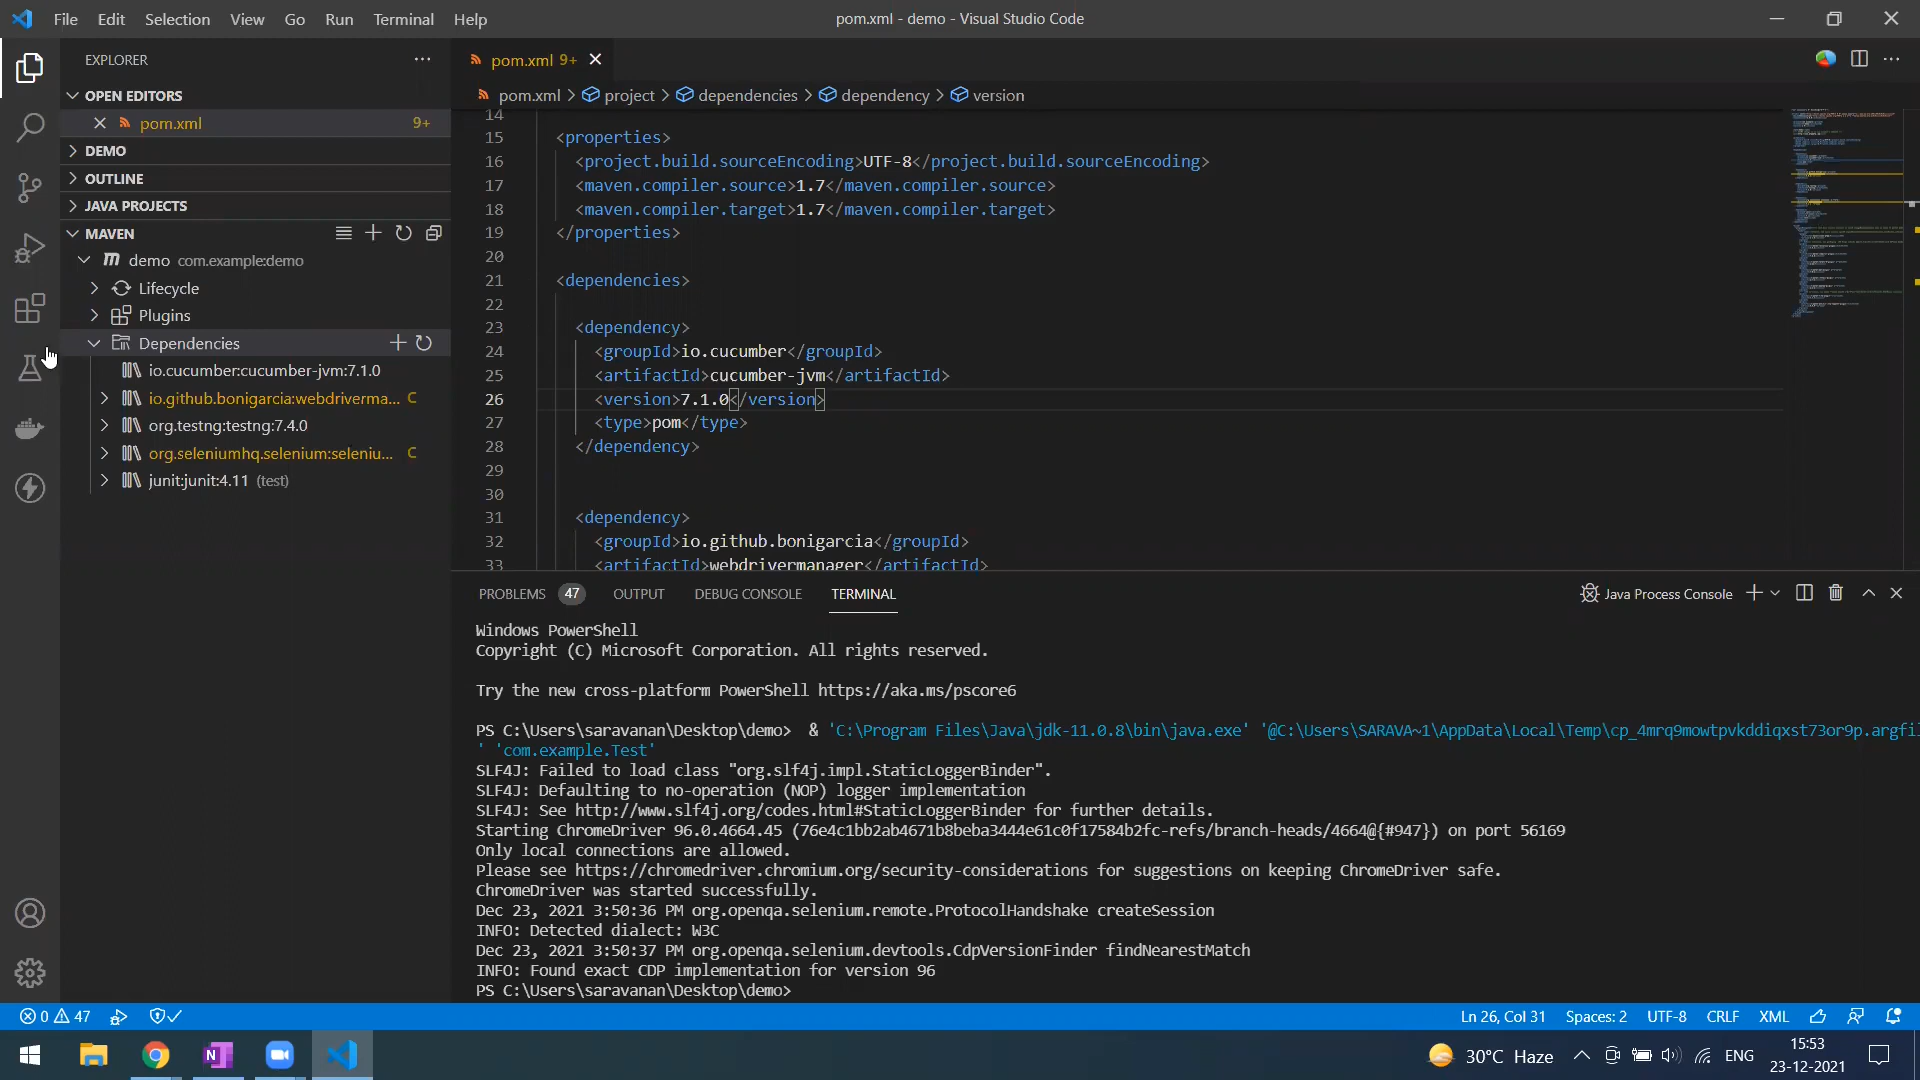 File Edit Selection View Go Run Terminal Help
pom.xml - demo - Visual Studio Code
EXPLORER
OPEN EDITORS
pom.xml 9+
DEMO
OUTLINE
JAVA PROJECTS
MAVEN
demo com.example:demo
Lifecycle
Plugins
Dependencies
io.cucumber:cucumber-jvm:7.1.0
io.github.bonigarcia:webdriverma... C
org.testng:testng:7.4.0
org.seleniumhq.selenium:seleniu... C
junit:junit:4.11 (test)
pom.xml 9+
pom.xml > project > dependencies > dependency > version
14
15 <properties>
16 <project.build.sourceEncoding>UTF-8</project.build.sourceEncoding>
17 <maven.compiler.source>1.7</maven.compiler.source>
18 <maven.compiler.target>1.7</maven.compiler.target>
19 </properties>
20
21 <dependencies>
22
23 <dependency>
24 <groupId>io.cucumber</groupId>
25 <artifactId>cucumber-jvm</artifactId>
26 <version>7.1.0</version>
27 <type>pom</type>
28 </dependency>
29
30
31 <dependency>
32 <groupId>io.github.bonigarcia</groupId>
33 <artifactId>webdrivermanager</artifactId>
PROBLEMS 47 OUTPUT DEBUG CONSOLE TERMINAL
Java Process Console
Windows PowerShell
Copyright (C) Microsoft Corporation. All rights reserved.
Try the new cross-platform PowerShell https://aka.ms/pscore6
PS C:\Users\saravanan\Desktop\demo> & 'C:\Program Files\Java\jdk-11.0.8\bin\java.exe' '@C:\Users\SARAVA~1\AppData\Local\Temp\cp_4mrq9mowtpvkddiqxst73or9p.argfil
' 'com.example.Test'
SLF4J: Failed to load class "org.slf4j.impl.StaticLoggerBinder".
SLF4J: Defaulting to no-operation (NOP) logger implementation
SLF4J: See http://www.slf4j.org/codes.html#StaticLoggerBinder for further details.
Starting ChromeDriver 96.0.4664.45 (76e4c1bb2ab4671b8beba3444e61c0f17584b2fc-refs/branch-heads/4664@{#947}) on port 56169
Only local connections are allowed.
Please see https://chromedriver.chromium.org/security-considerations for suggestions on keeping ChromeDriver safe.
ChromeDriver was started successfully.
Dec 23, 2021 3:50:36 PM org.openqa.selenium.remote.ProtocolHandshake createSession
INFO: Detected dialect: W3C
Dec 23, 2021 3:50:37 PM org.openqa.selenium.devtools.CdpVersionFinder findNearestMatch
INFO: Found exact CDP implementation for version 96
PS C:\Users\saravanan\Desktop\demo>
0 47
Ln 26, Col 31 Spaces: 2 UTF-8 CRLF XML
30°C Haze
ENG
15:53
23-12-2021